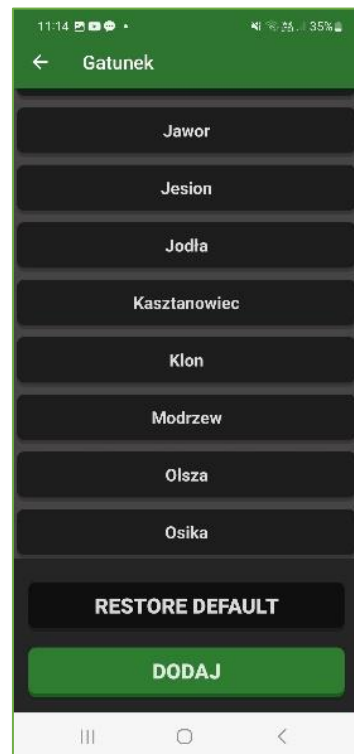 11:14 35%
Gatunek
Jawor
Jesion
Jodła
Kasztanowiec
Klon
Modrzew
Olsza
Osika
RESTORE DEFAULT
DODAJ